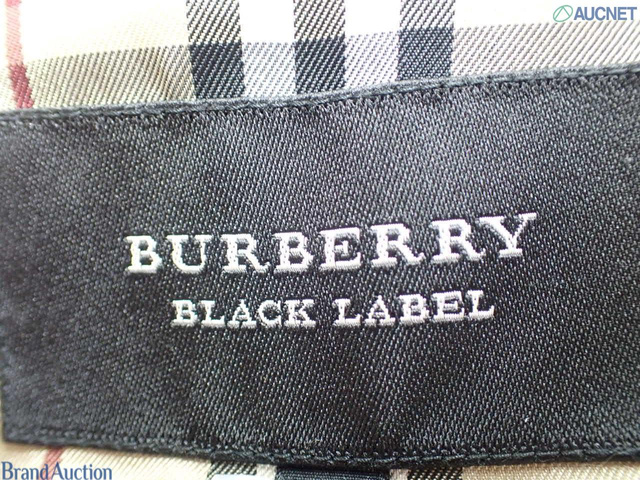 AUCNET
BURBERRY
BLACK LABEL
Brand Auction